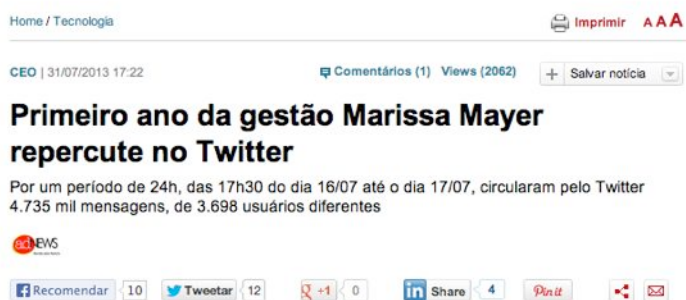 Home / Tecnologia
Imprimir A A A
CEO | 31/07/2013 17:22
Comentários (1) Views (2062)
+ Salvar notícia
Primeiro ano da gestão Marissa Mayer
repercute no Twitter
Por um período de 24h, das 17h30 do dia 16/07 até o dia 17/07, circularam pelo Twitter
4.735 mil mensagens, de 3.698 usuários diferentes
adNEWS
Recomendar 10 Tweetar 12 +1 0 in Share 4 Pin it